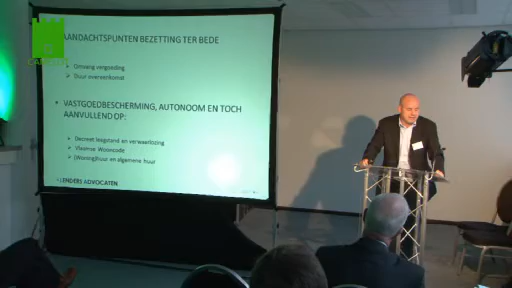 AANDACHTSPUNTEN BEZETTING TER BEDE
Omvang vergoeding
Duur overeenkomst
VASTGOEDBESCHERMING, AUTONOOM EN TOCH
AANVULLEND OP:
Decreet leegstand en verwaarlozing
Vlaamse Wooncode
(Woning)huur en algemene huur
LENDERS ADVOCATEN